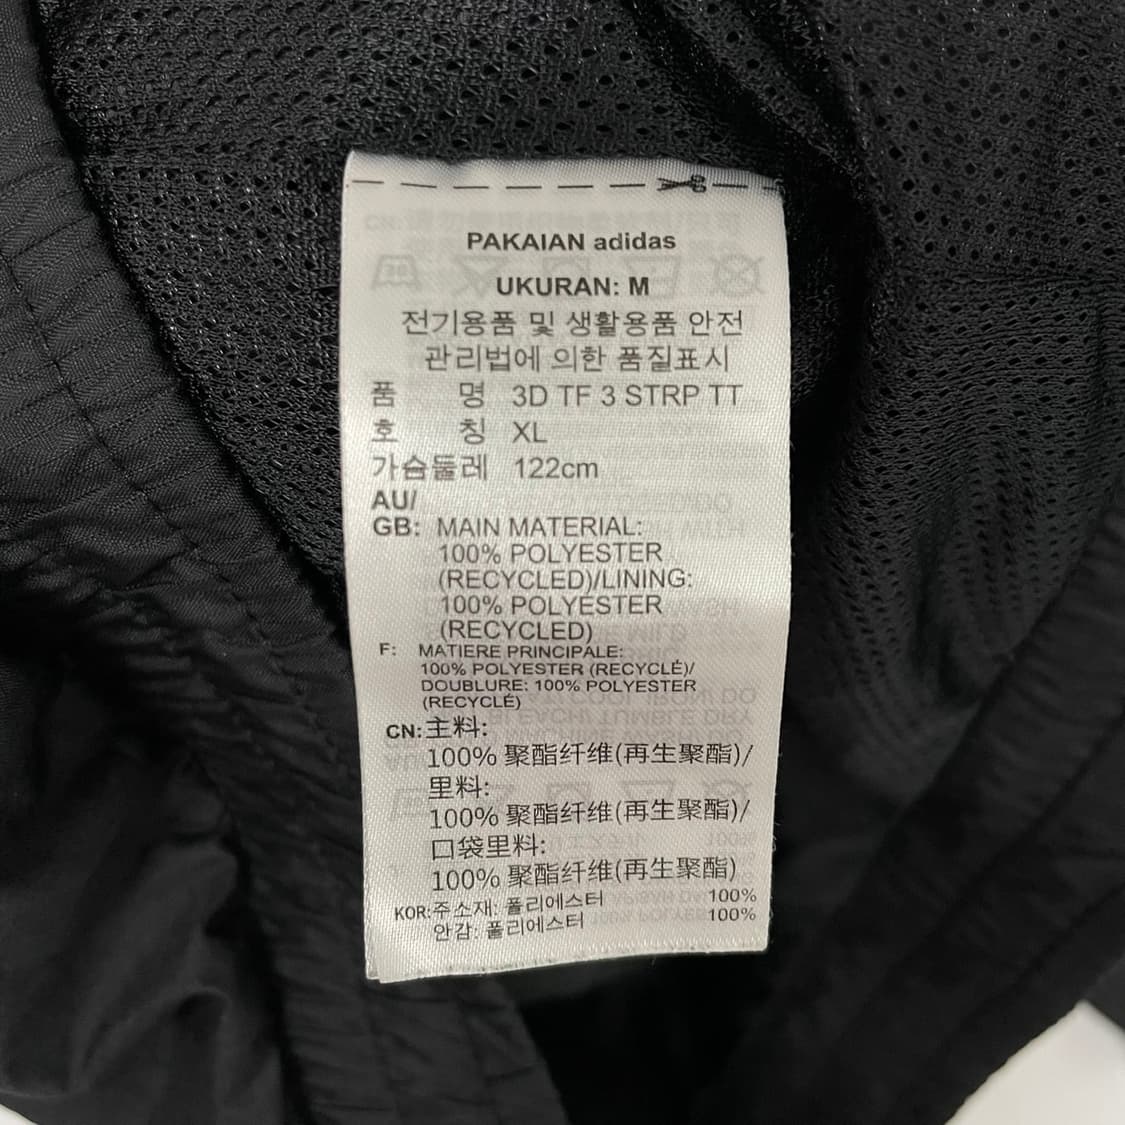 PAKAIAN adidas
UKURAN: M
전기용품 및 생활용품 안전
관리법에 의한 품질표시
품 명 3D TF 3 STRP TT
호 칭 XL
가슴둘레 122cm
AU/
GB: MAIN MATERIAL:
100% POLYESTER
(RECYCLED)/LINING:
100% POLYESTER
(RECYCLED)
F: MATIERE PRINCIPALE:
100% POLYESTER (RECYCLÉ)/
DOUBLURE: 100% POLYESTER
(RECYCLÉ)
CN: 主料:
100% 聚酯纤维(再生聚酯)/
里料:
100% 聚酯纤维(再生聚酯)/
口袋里料:
100% 聚酯纤维(再生聚酯)
KOR: 주소재: 폴리에스터 100%
안감: 폴리에스터 100%